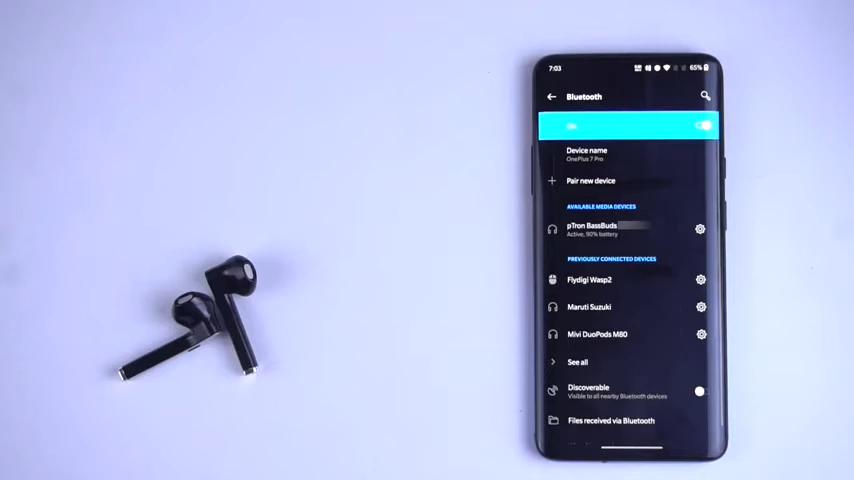 7:03
65%
Bluetooth
On
Device name
OnePlus 7 Pro
Pair new device
AVAILABLE MEDIA DEVICES
pTron BassBuds
Active, 90% battery
PREVIOUSLY CONNECTED DEVICES
Flydigi Wasp2
Maruti Suzuki
Mivi DuoPods M80
See all
Discoverable
Visible to all nearby Bluetooth devices
Files received via Bluetooth